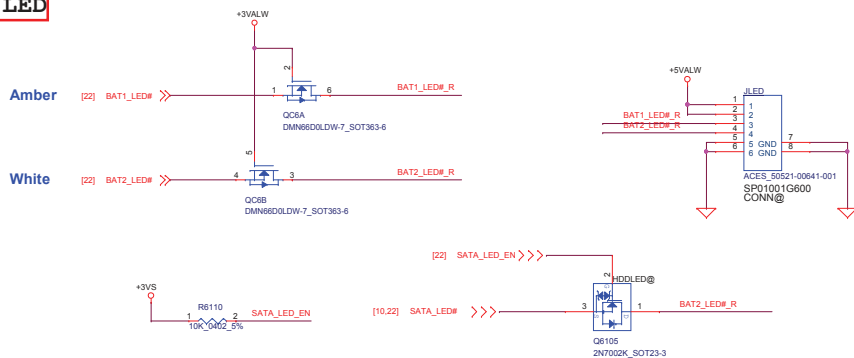 LED
+3VALW
2
Amber
[22] BAT1_LED#
1
6
BAT1_LED#_R
QC6A
DMN66D0LDW-7_SOT363-6
5
White
[22] BAT2_LED#
4
3
BAT2_LED#_R
QC6B
DMN66D0LDW-7_SOT363-6
+5VALW
JLED
1 1
2 2
BAT1_LED#_R 3 3
BAT2_LED#_R 4 4
5 5 GND 7
6 6 GND 8
ACES_50521-00641-001
SP01001G600
CONN@
[22] SATA_LED_EN
2
HDDLED@
+3VS
R6110
1 2
SATA_LED_EN
10K_0402_5%
[10,22] SATA_LED#
3
G
S
D
1
BAT2_LED#_R
Q6105
2N7002K_SOT23-3